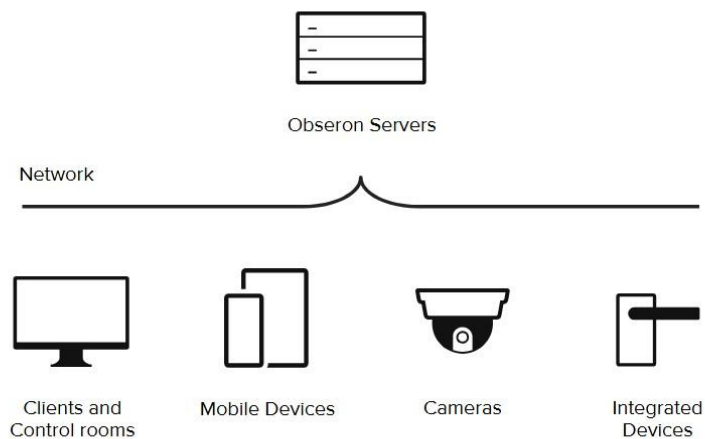 Obseron Servers
Network
Clients and
Control rooms
Mobile Devices
Cameras
Integrated
Devices